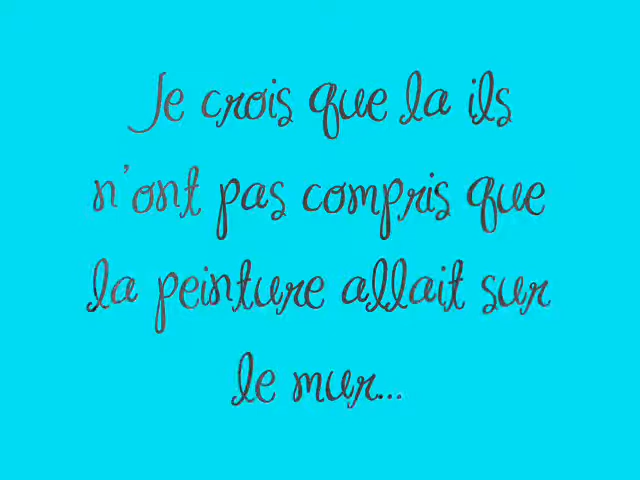 Je crois que la ils
n'ont pas compris que
la peinture allait sur
le mur...